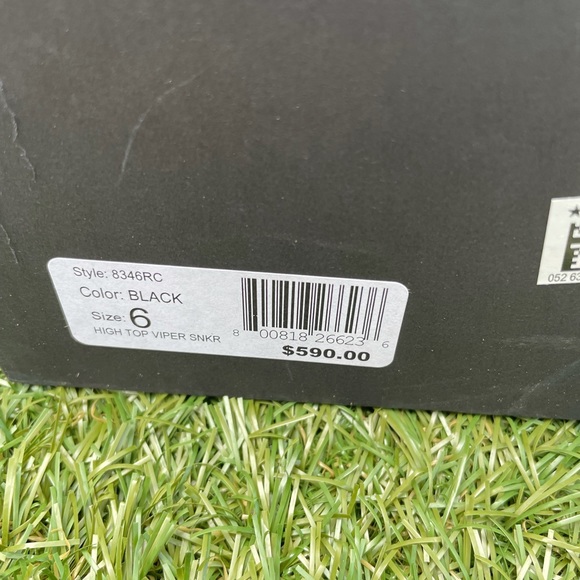 Style: 8346RC
Color: BLACK
Size: 6
HIGH TOP VIPER SNKR
8 00818 26623 6
$590.00
052 63